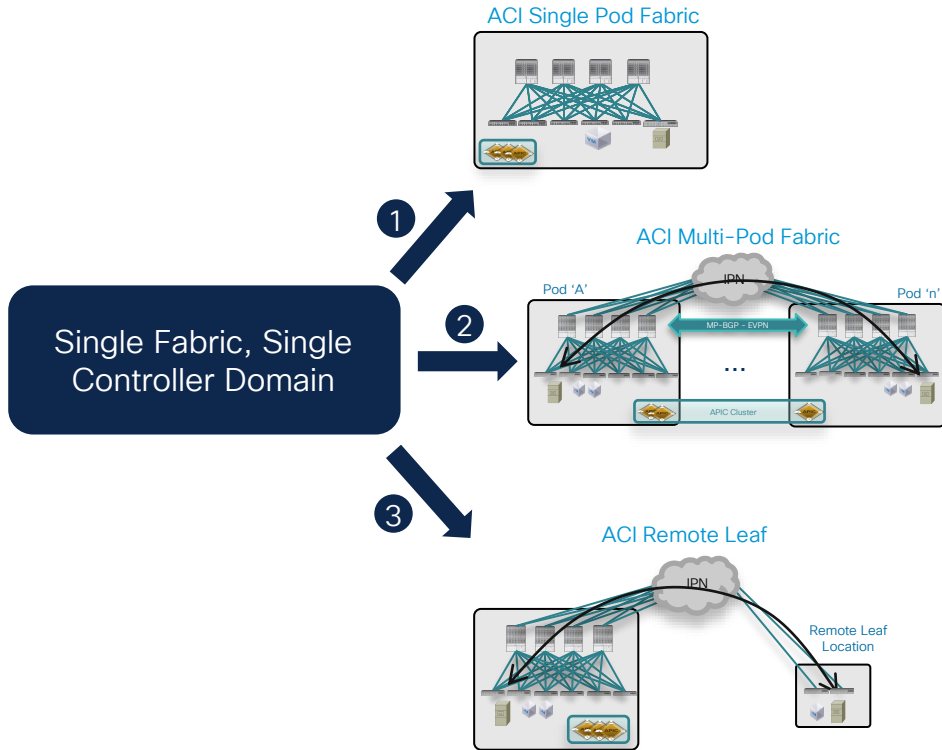 ACI Single Pod Fabric
1
Single Fabric, Single
Controller Domain
2
ACI Multi-Pod Fabric
IPN
Pod ‘A’
Pod ‘n’
MP-BGP - EVPN
...
APIC Cluster
3
ACI Remote Leaf
IPN
Remote Leaf
Location
APIC